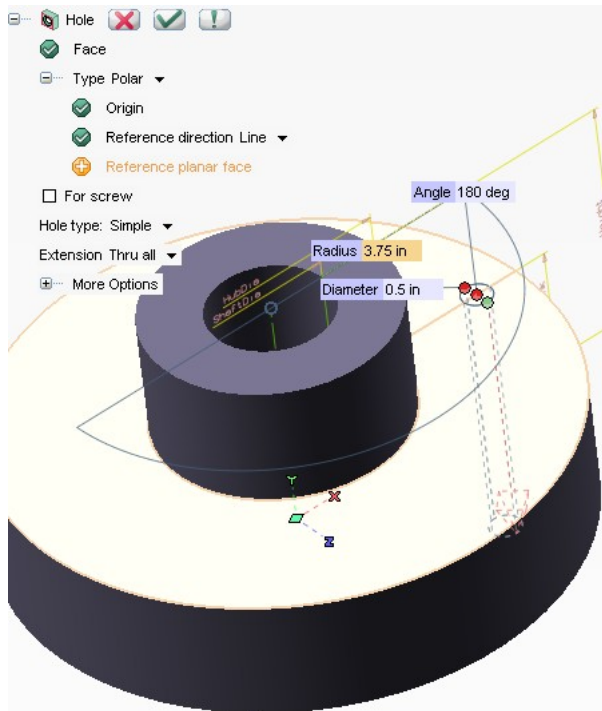 Hole
Face
Type Polar
Origin
Reference direction Line
Reference planar face
For screw
Angle 180 deg
Hole type: Simple
Radius 3.75 in
Extension Thru all
HubDia
ShaftDia
Diameter 0.5 in
More Options
Y
X
Z